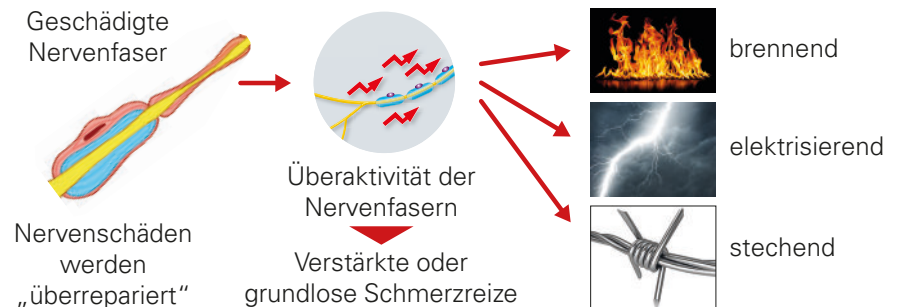 Geschädigte
Nervenfaser
Nervenschäden
werden
„überrepariert“
Überaktivität der
Nervenfasern
Verstärkte oder
grundlose Schmerzreize
brennend
elektrisierend
stechend